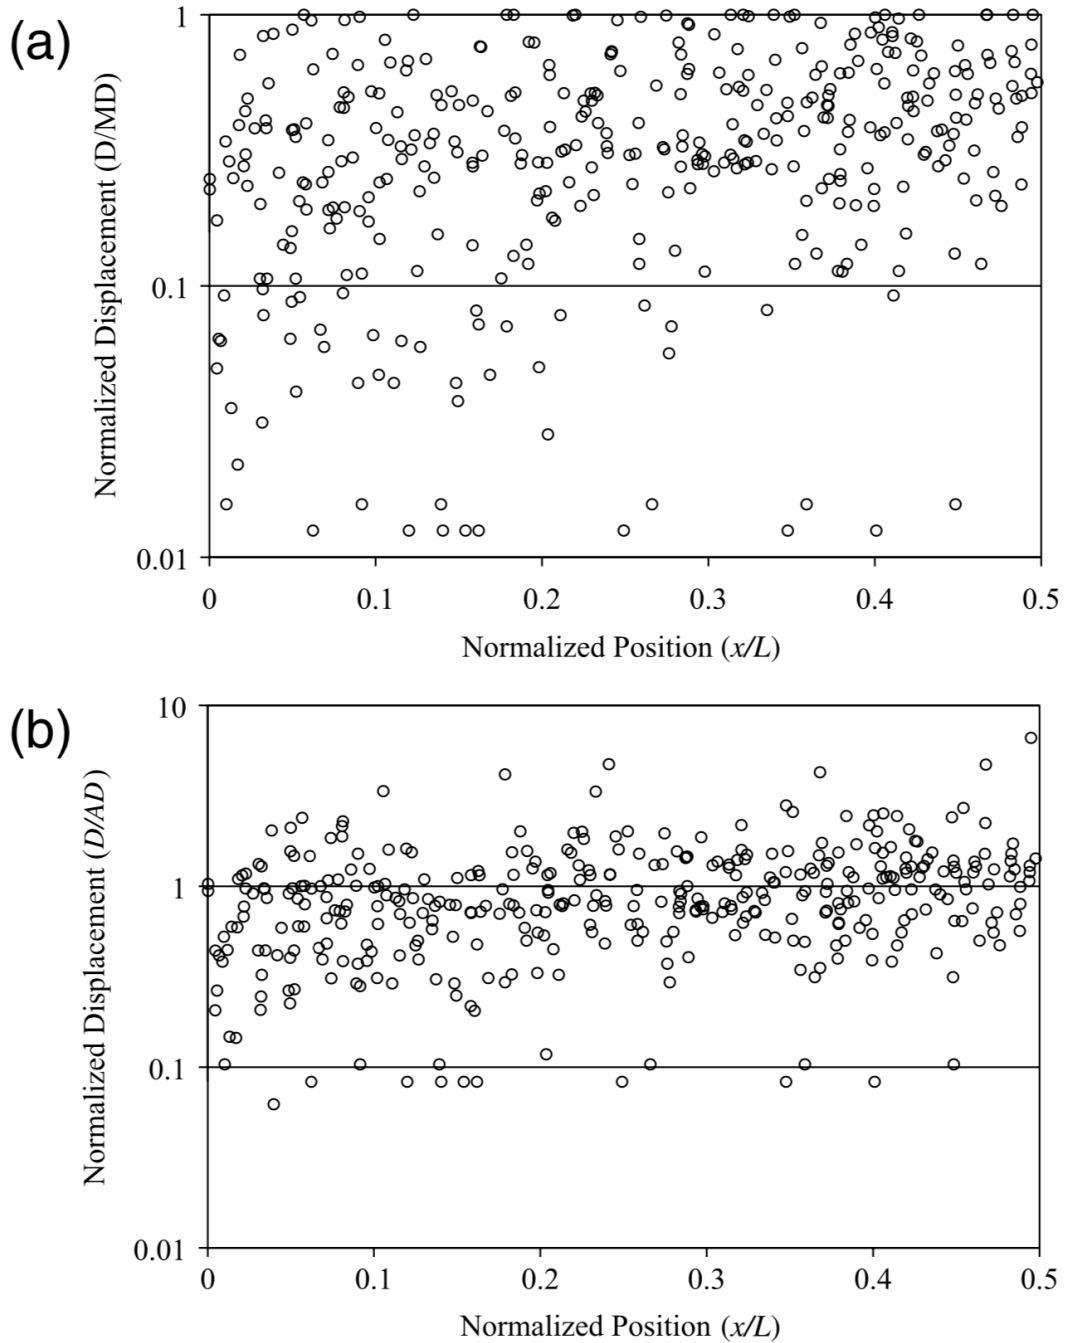 (a)
Normalized Displacement (D/MD)
1
0.1
0.01
0 0.1 0.2 0.3 0.4 0.5
Normalized Position (x/L)
(b)
Normalized Displacement (D/AD)
10
1
0.1
0.01
0 0.1 0.2 0.3 0.4 0.5
Normalized Position (x/L)